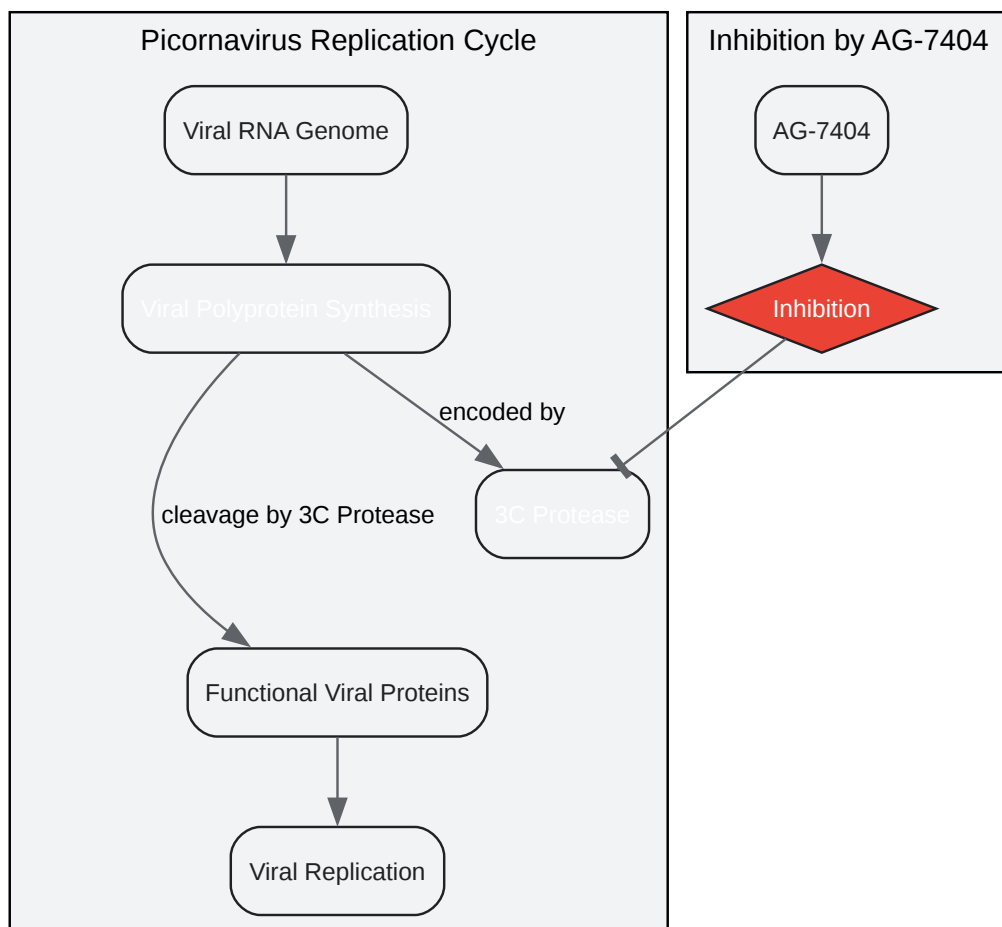 Picornavirus Replication Cycle
Viral RNA Genome
Viral Polyprotein Synthesis
encoded by
cleavage by 3C Protease
3C Protease
Functional Viral Proteins
Viral Replication
Inhibition by AG-7404
AG-7404
Inhibition